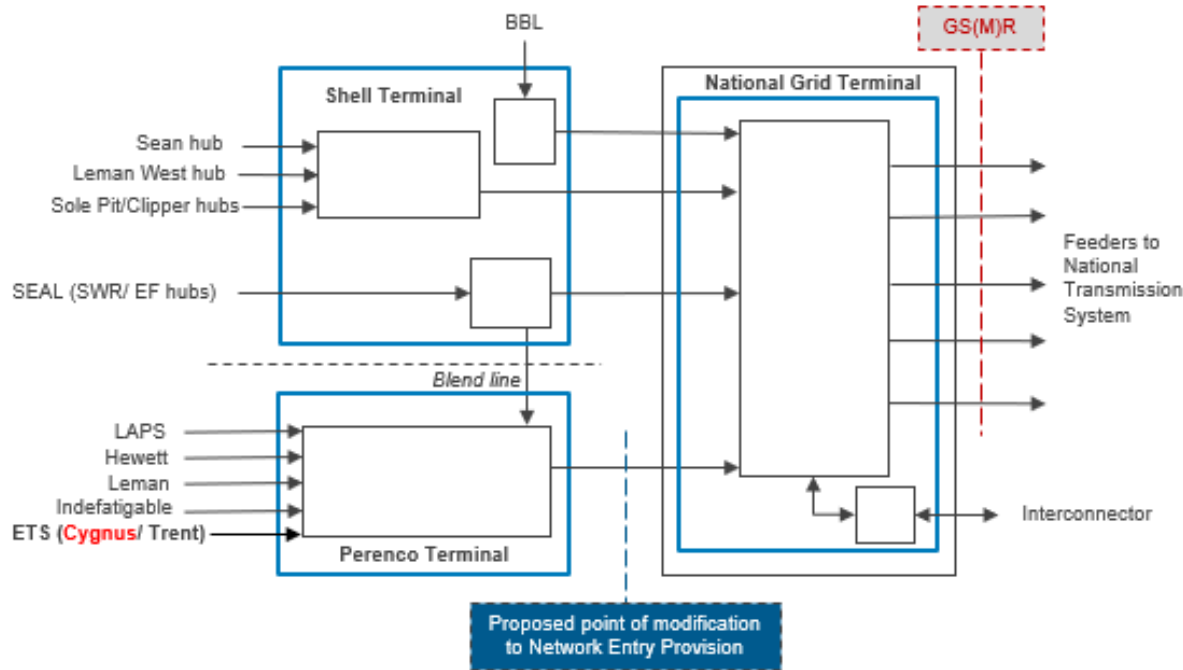 BBL
GS(M)R
Shell Terminal
National Grid Terminal
Sean hub
Leman West hub
Sole Pit/Clipper hubs
SEAL (SWR/ EF hubs)
Feeders to
National
Transmission
System
Blend line
LAPS
Hewett
Leman
Indefatigable
ETS (Cygnus/ Trent)
Perenco Terminal
Interconnector
Proposed point of modification
to Network Entry Provision